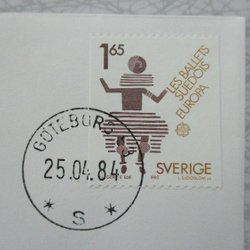 1.65
LES BALLETS
SUÉDOIS
EUROPA
SVERIGE
GÖTEBORG
25.04.84
* S *